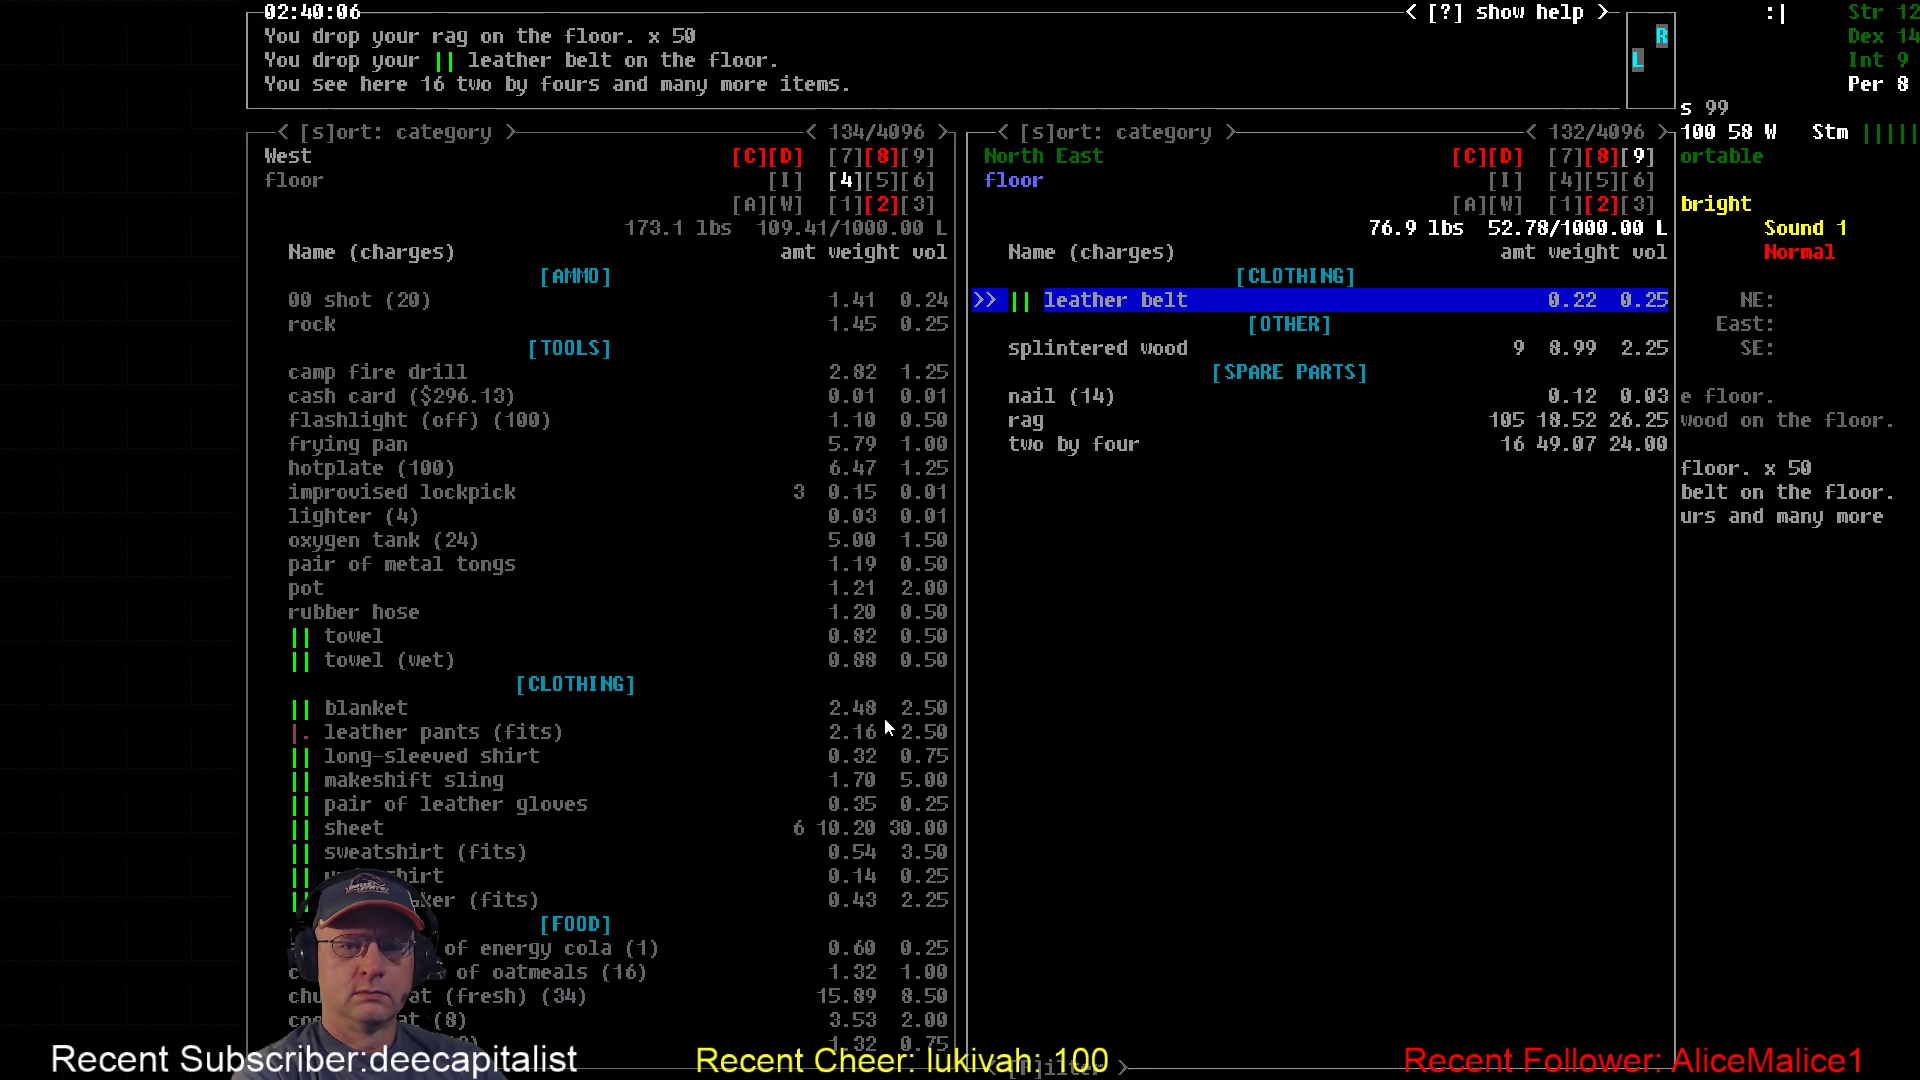 02:40:06
< [?] show help >
You drop your rag on the floor. x 50
You drop your || leather belt on the floor.
You see here 16 two by fours and many more items.
R
L
:|
Str 12
Dex 14
Int 9
Per 8
s 99
100 58 W Stm |||||
ortable
bright
Sound 1
Normal
NE:
East:
SE:
e floor.
wood on the floor.
floor. x 50
belt on the floor.
urs and many more
< [s]ort: category > < 134/4096 >
West [C][D] [7][8][9]
floor [I] [4][5][6]
[A][W] [1][2][3]
173.1 lbs 109.41/1000.00 L
Name (charges) amt weight vol
[AMMO]
00 shot (20) 1.41 0.24
rock 1.45 0.25
[TOOLS]
camp fire drill 2.82 1.25
cash card ($296.13) 0.01 0.01
flashlight (off) (100) 1.10 0.50
frying pan 5.79 1.00
hotplate (100) 6.47 1.25
improvised lockpick 3 0.15 0.01
lighter (4) 0.03 0.01
oxygen tank (24) 5.00 1.50
pair of metal tongs 1.19 0.50
pot 1.21 2.00
rubber hose 1.20 0.50
|| towel 0.82 0.50
|| towel (wet) 0.88 0.50
[CLOTHING]
|| blanket 2.48 2.50
|. leather pants (fits) 2.16 2.50
|| long-sleeved shirt 0.32 0.75
|| makeshift sling 1.70 5.00
|| pair of leather gloves 0.35 0.25
|| sheet 6 10.20 30.00
|| sweatshirt (fits) 0.54 3.50
|| 0.14 0.25
(fits) 0.43 2.25
[FOOD]
of energy cola (1) 0.60 0.25
of oatmeals (16) 1.32 1.00
(fresh) (34) 15.89 8.50
(8) 3.53 2.00
1.32 0.75
< [s]ort: category > < 132/4096 >
North East [C][D] [7][8][9]
floor [I] [4][5][6]
[A][W] [1][2][3]
76.9 lbs 52.78/1000.00 L
Name (charges) amt weight vol
[CLOTHING]
>> || leather belt 0.22 0.25
[OTHER]
splintered wood 9 8.99 2.25
[SPARE PARTS]
nail (14) 0.12 0.03
rag 105 18.52 26.25
two by four 16 49.07 24.00
Recent Subscriber:deecapitalist
Recent Cheer: lukivah: 100
Recent Follower: AliceMalice1